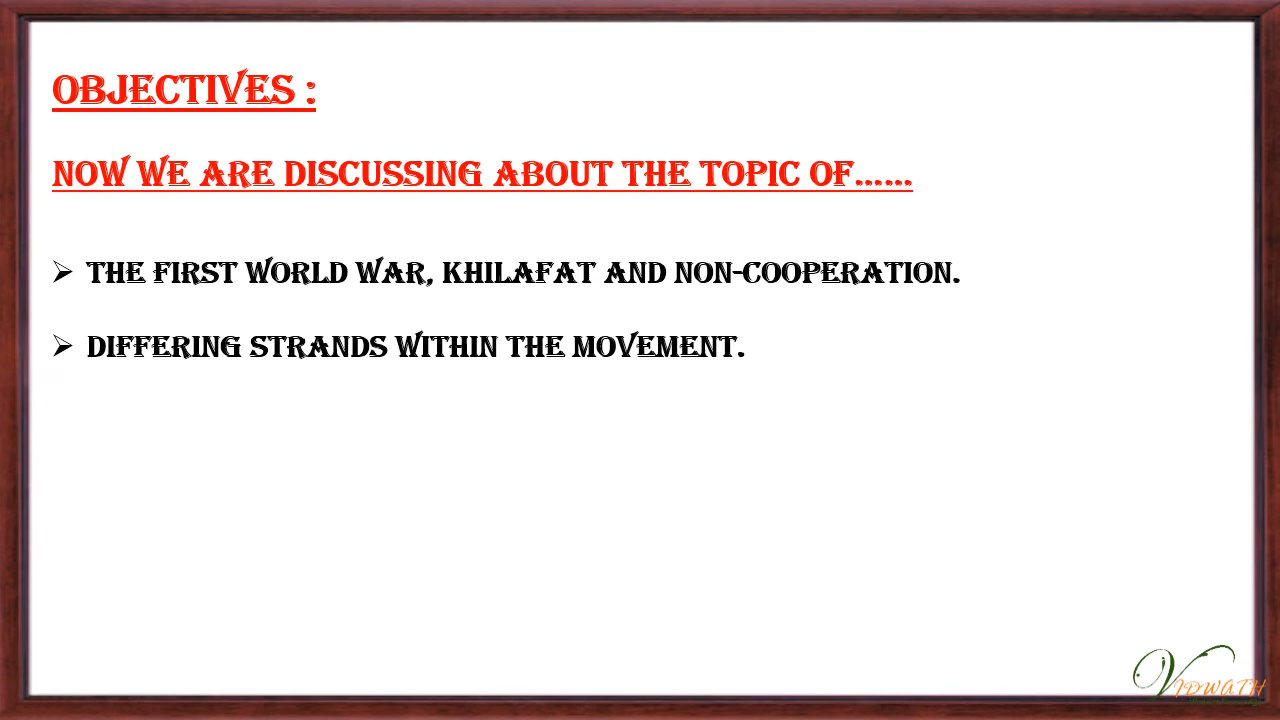 OBJECTIVES :
NOW WE ARE DISCUSSING ABOUT THE TOPIC OF......
➢ THE FIRST WORLD WAR, KHILAFAT AND NON-COOPERATION.
➢ DIFFERING STRANDS WITHIN THE MOVEMENT.
VIDWATH